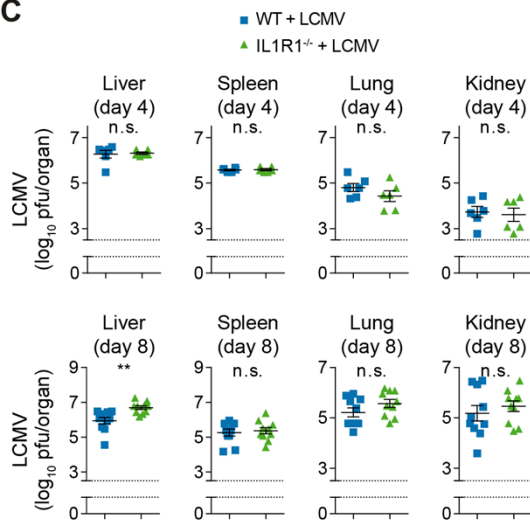 C
WT + LCMV
IL1R1-/- + LCMV
Liver
(day 4)
n.s.
Spleen
(day 4)
n.s.
Lung
(day 4)
n.s.
Kidney
(day 4)
n.s.
LCMV
(log10 pfu/organ)
7
5
3
0
7
5
3
0
7
5
3
0
7
5
3
0
Liver
(day 8)
**
Spleen
(day 8)
n.s.
Lung
(day 8)
n.s.
Kidney
(day 8)
n.s.
LCMV
(log10 pfu/organ)
9
7
5
3
0
9
7
5
3
0
7
5
3
0
7
5
3
0